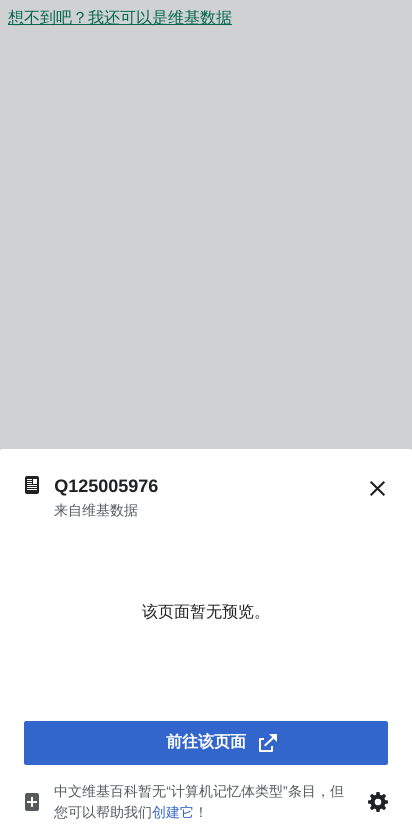 想不到吧？我还可以是维基数据
Q125005976
来自维基数据
该页面暂无预览。
前往该页面
中文维基百科暂无“计算机记忆体类型”条目，但
您可以帮助我们创建它！